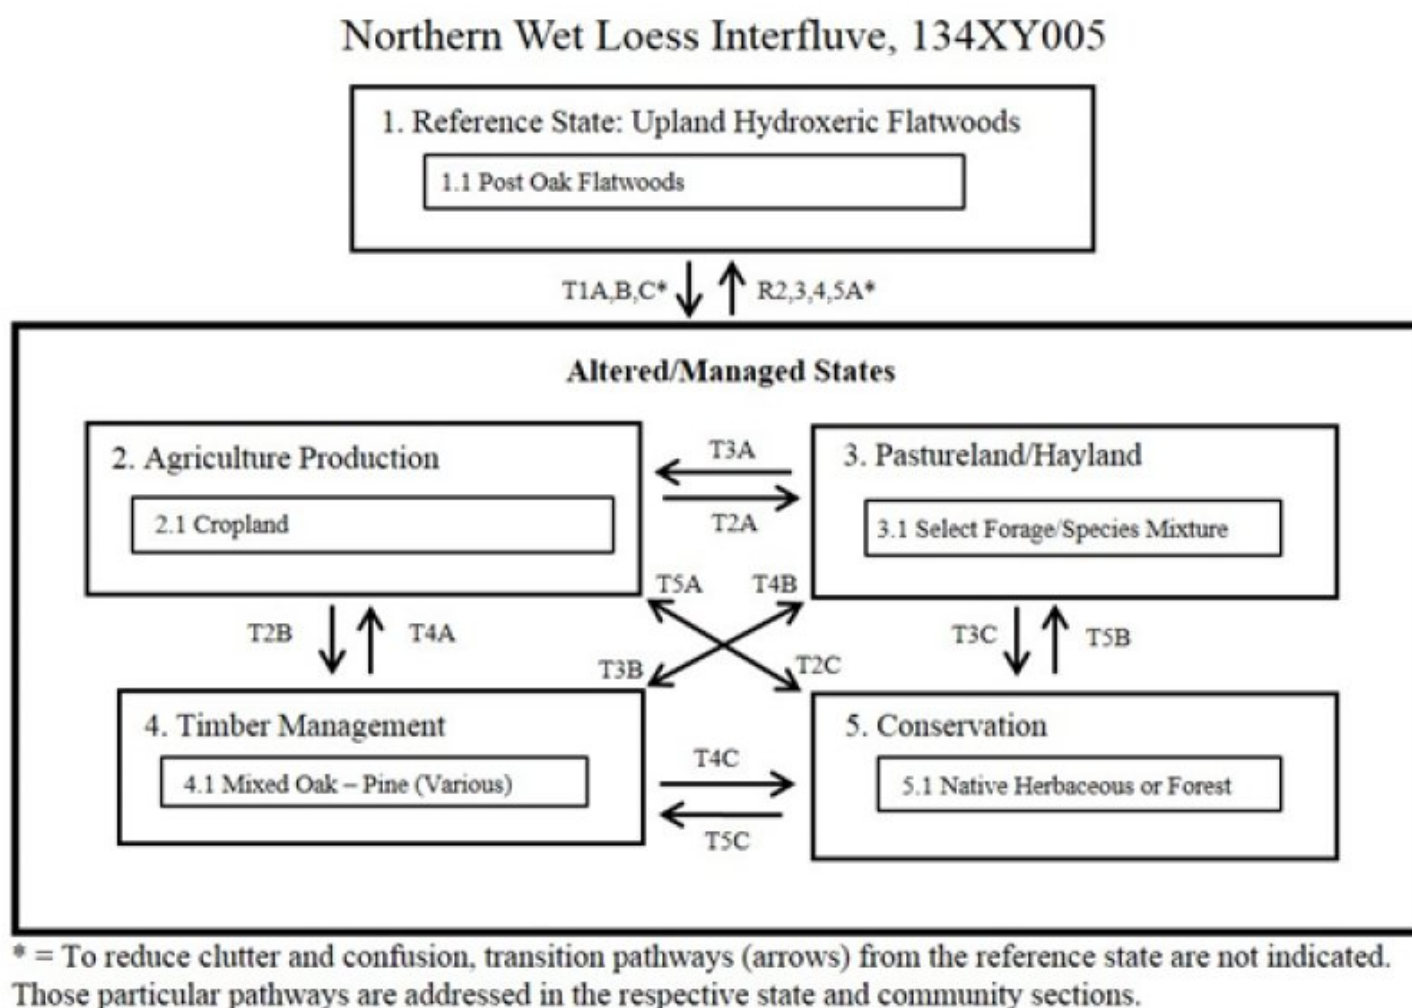 Northern Wet Loess Interfluve, 134XY005
1. Reference State: Upland Hydroxeric Flatwoods
1.1 Post Oak Flatwoods
T1A,B,C*
R2,3,4,5A*
Altered/Managed States
2. Agriculture Production
2.1 Cropland
T3A
T2A
3. Pastureland/Hayland
3.1 Select Forage/Species Mixture
T5A
T4B
T2B
T4A
T3B
T2C
T3C
T5B
4. Timber Management
4.1 Mixed Oak – Pine (Various)
T4C
T5C
5. Conservation
5.1 Native Herbaceous or Forest
* = To reduce clutter and confusion, transition pathways (arrows) from the reference state are not indicated.
Those particular pathways are addressed in the respective state and community sections.